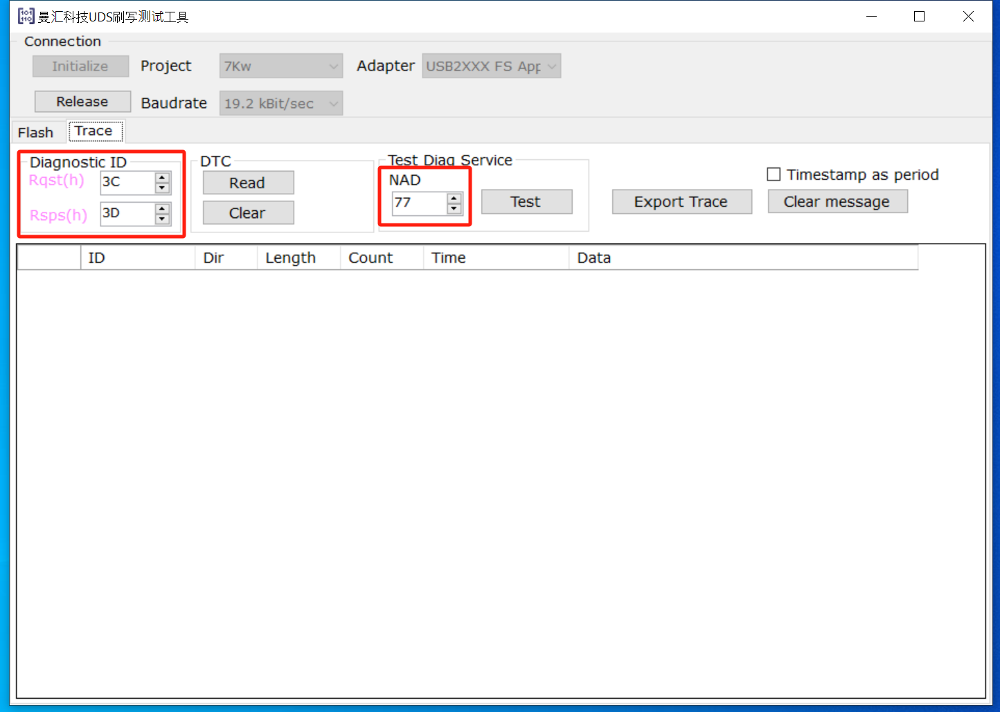 曼汇科技UDS刷写测试工具
Connection
Initialize Project 7Kw Adapter USB2XXX FS App
Release Baudrate 19.2 kBit/sec
Flash Trace
Diagnostic ID DTC Test Diag Service
Rqst(h) 3C Read NAD Timestamp as period
Rsps(h) 3D Clear 77 Test Export Trace Clear message
ID Dir Length Count Time Data